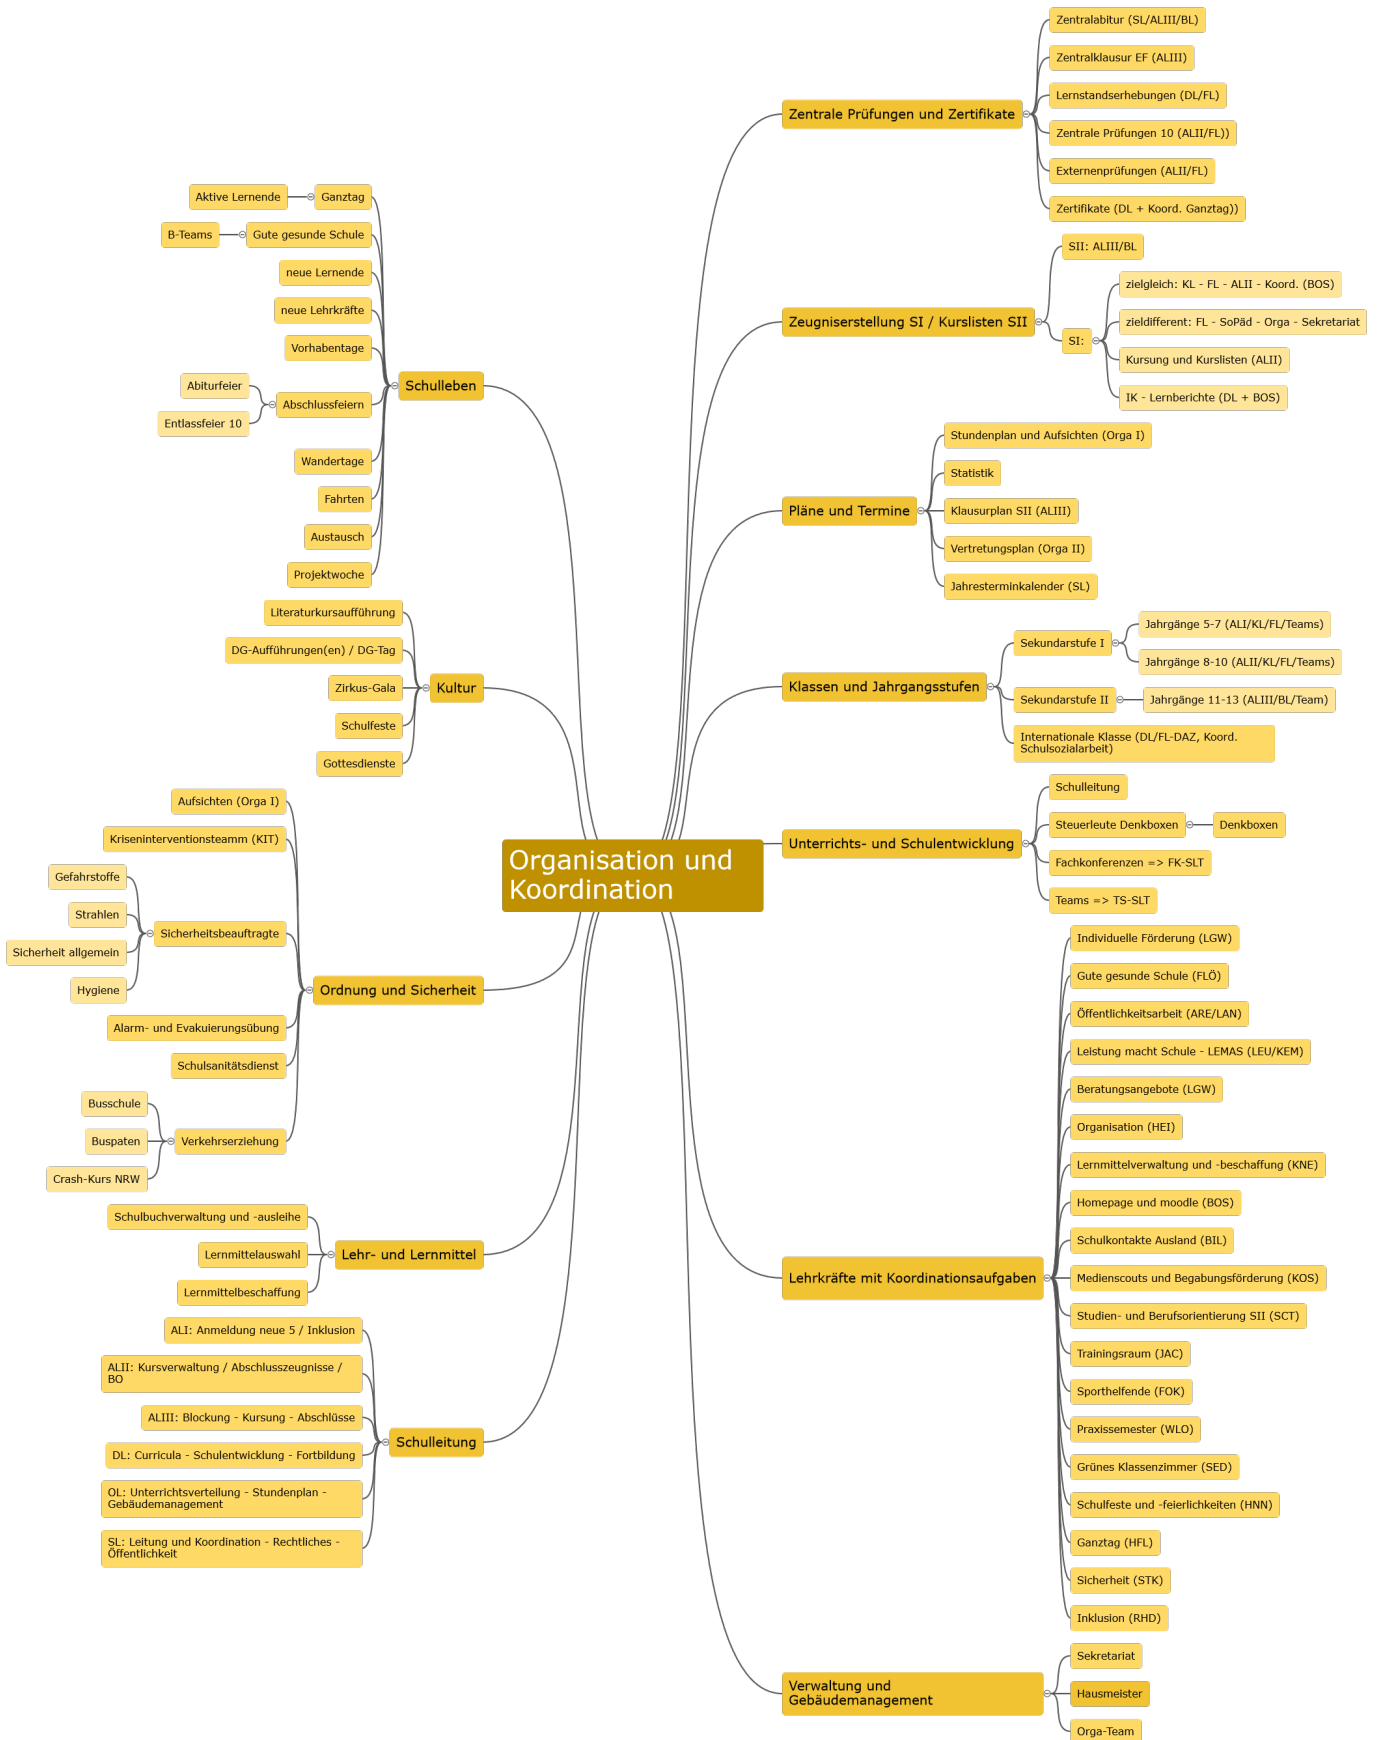 Organisation und
Koordination
Schulleben
Ganztag
Aktive Lernende
Gute gesunde Schule
B-Teams
neue Lernende
neue Lehrkräfte
Vorhabentage
Abschlussfeiern
Abiturfeier
Entlassfeier 10
Wandertage
Fahrten
Austausch
Projektwoche
Kultur
Literaturkursaufführung
DG-Aufführungen(en) / DG-Tag
Zirkus-Gala
Schulfeste
Gottesdienste
Ordnung und Sicherheit
Aufsichten (Orga I)
Kriseninterventionsteamm (KIT)
Sicherheitsbeauftragte
Gefahrstoffe
Strahlen
Sicherheit allgemein
Hygiene
Alarm- und Evakuierungsübung
Schulsanitätsdienst
Verkehrserziehung
Busschule
Buspaten
Crash-Kurs NRW
Lehr- und Lernmittel
Schulbuchverwaltung und -ausleihe
Lernmittelauswahl
Lernmittelbeschaffung
Schulleitung
ALI: Anmeldung neue 5 / Inklusion
ALII: Kursverwaltung / Abschlusszeugnisse /
BO
ALIII: Blockung - Kursung - Abschlüsse
DL: Curricula - Schulentwicklung - Fortbildung
OL: Unterrichtsverteilung - Stundenplan -
Gebäudemanagement
SL: Leitung und Koordination - Rechtliches -
Öffentlichkeit
Zentrale Prüfungen und Zertifikate
Zentralabitur (SL/ALIII/BL)
Zentralklausur EF (ALIII)
Lernstandserhebungen (DL/FL)
Zentrale Prüfungen 10 (ALII/FL))
Externenprüfungen (ALII/FL)
Zertifikate (DL + Koord. Ganztag))
Zeugniserstellung SI / Kurslisten SII
SII: ALIII/BL
SI:
zielgleich: KL - FL - ALII - Koord. (BOS)
zieldifferent: FL - SoPäd - Orga - Sekretariat
Kursung und Kurslisten (ALII)
IK - Lernberichte (DL + BOS)
Pläne und Termine
Stundenplan und Aufsichten (Orga I)
Statistik
Klausurplan SII (ALIII)
Vertretungsplan (Orga II)
Jahresterminkalender (SL)
Klassen und Jahrgangsstufen
Sekundarstufe I
Jahrgänge 5-7 (ALI/KL/FL/Teams)
Jahrgänge 8-10 (ALII/KL/FL/Teams)
Sekundarstufe II
Jahrgänge 11-13 (ALIII/BL/Team)
Internationale Klasse (DL/FL-DAZ, Koord.
Schulsozialarbeit)
Unterrichts- und Schulentwicklung
Schulleitung
Steuerleute Denkboxen
Denkboxen
Fachkonferenzen => FK-SLT
Teams => TS-SLT
Lehrkräfte mit Koordinationsaufgaben
Individuelle Förderung (LGW)
Gute gesunde Schule (FLÖ)
Öffentlichkeitsarbeit (ARE/LAN)
Leistung macht Schule - LEMAS (LEU/KEM)
Beratungsangebote (LGW)
Organisation (HEI)
Lernmittelverwaltung und -beschaffung (KNE)
Homepage und moodle (BOS)
Schulkontakte Ausland (BIL)
Medienscouts und Begabungsförderung (KOS)
Studien- und Berufsorientierung SII (SCT)
Trainingsraum (JAC)
Sporthelfende (FOK)
Praxissemester (WLO)
Grünes Klassenzimmer (SED)
Schulfeste und -feierlichkeiten (HNN)
Ganztag (HFL)
Sicherheit (STK)
Inklusion (RHD)
Verwaltung und
Gebäudemanagement
Sekretariat
Hausmeister
Orga-Team